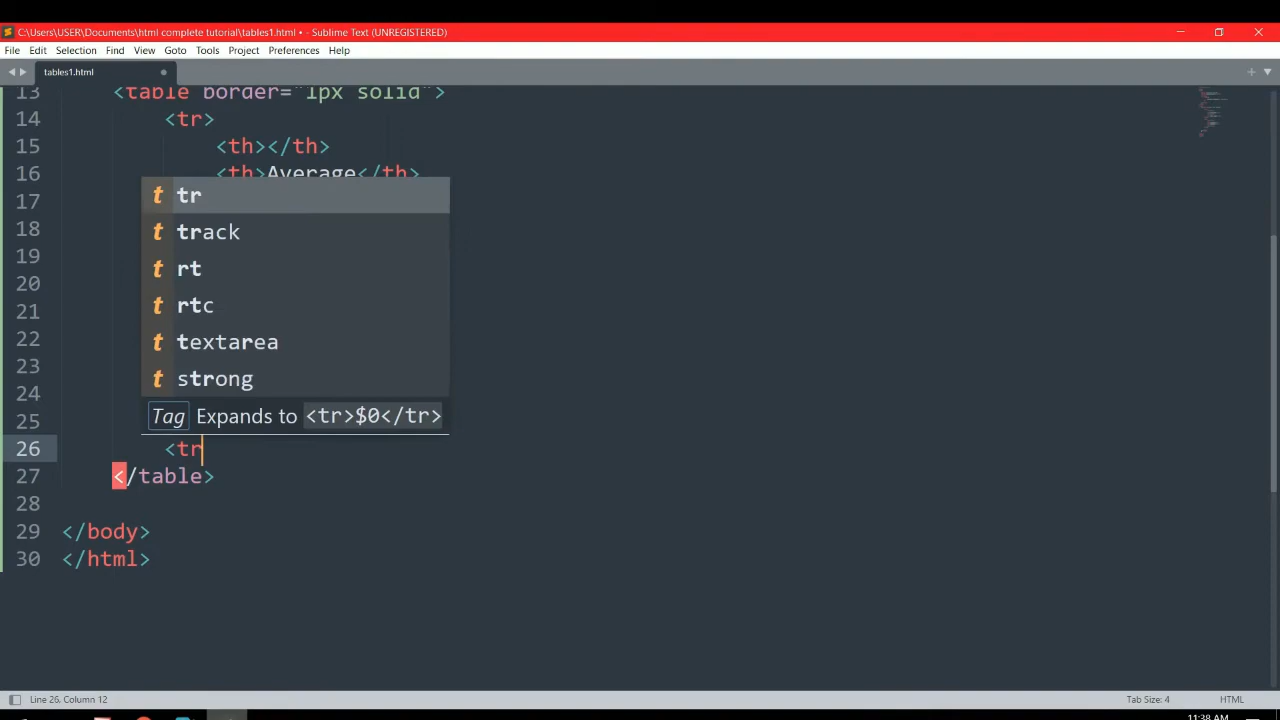 C:\Users\USER\Documents\html complete tutorial\tables1.html • - Sublime Text (UNREGISTERED)
File Edit Selection Find View Goto Tools Project Preferences Help
tables1.html
13 <table border="1px solid">
14 <tr>
15 <th></th>
16 <th>Average</th>
17 tr
18 track
19 rt
20
21 rtc
22 textarea
23
24 strong
25 Tag Expands to <tr>$0</tr>
26 <tr
27 </table>
28
29 </body>
30 </html>
Line 26, Column 12 Tab Size: 4 HTML
11:38 AM